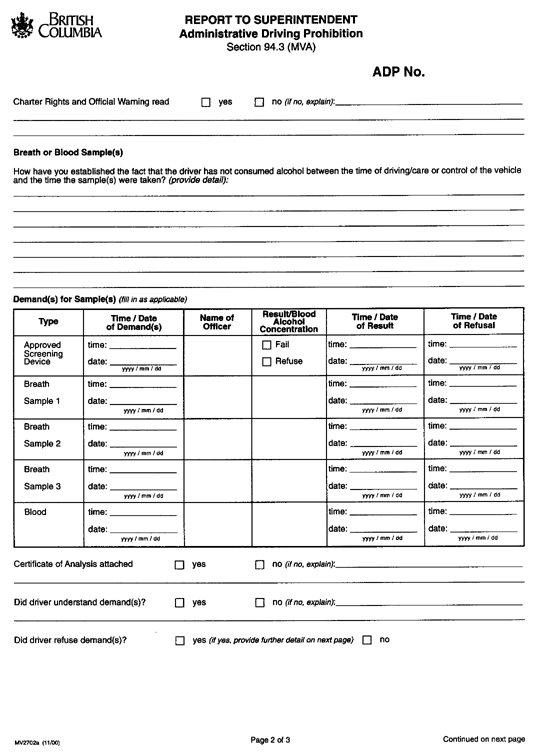 BRITISH
COLUMBIA
REPORT TO SUPERINTENDENT
Administrative Driving Prohibition
Section 94.3 (MVA)
ADP No.
Charter Rights and Official Warning read yes no (if no, explain):
Breath or Blood Sample(s)
How have you established the fact that the driver has not consumed alcohol between the time of driving/care or control of the vehicle
and the time the sample(s) were taken? (provide detail):
Demand(s) for Sample(s) (fill in as applicable)
Type
Time / Date
of Demand(s)
Name of
Officer
Result/Blood
Alcohol
Concentration
Time / Date
of Result
Time / Date
of Refusal
Approved
Screening
Device
time:
date:
yyyy / mm / dd
Fail
Refuse
time:
date:
yyyy / mm / dd
time:
date:
yyyy / mm / dd
Breath
Sample 1
time:
date:
yyyy / mm / dd
time:
date:
yyyy / mm / dd
time:
date:
yyyy / mm / dd
Breath
Sample 2
time:
date:
yyyy / mm / dd
time:
date:
yyyy / mm / dd
time:
date:
yyyy / mm / dd
Breath
Sample 3
time:
date:
yyyy / mm / dd
time:
date:
yyyy / mm / dd
time:
date:
yyyy / mm / dd
Blood
time:
date:
yyyy / mm / dd
time:
date:
yyyy / mm / dd
time:
date:
yyyy / mm / dd
Certificate of Analysis attached yes no (if no, explain):
Did driver understand demand(s)? yes no (if no, explain):
Did driver refuse demand(s)? yes (if yes, provide further detail on next page) no
MV2702a (11/00)
Page 2 of 3
Continued on next page